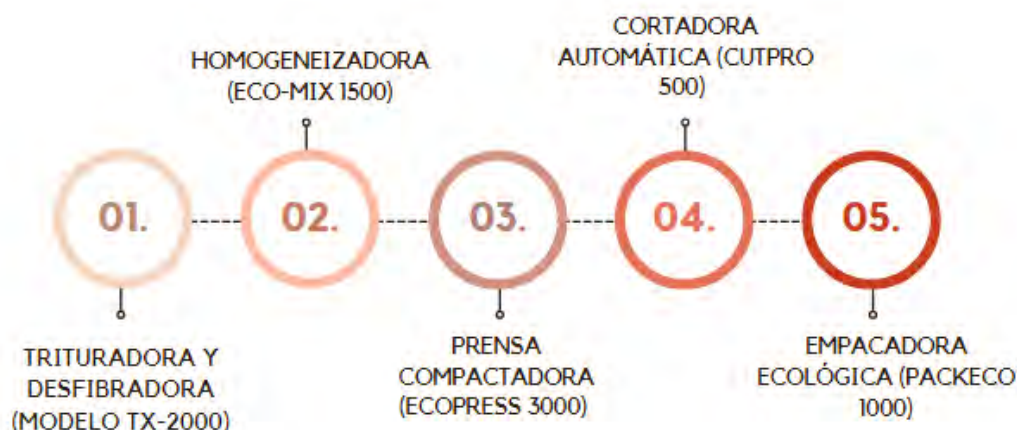 01.
TRITURADORA Y
DESFIBRADORA
(MODELO TX-2000)
HOMOGENEIZADORA
(ECO-MIX 1500)
02.
03.
PRENSA
COMPACTADORA
(ECOPRESS 3000)
CORTADORA
AUTOMÁTICA (CUTPRO
500)
04.
05.
EMPACADORA
ECOLÓGICA (PACKECO
1000)